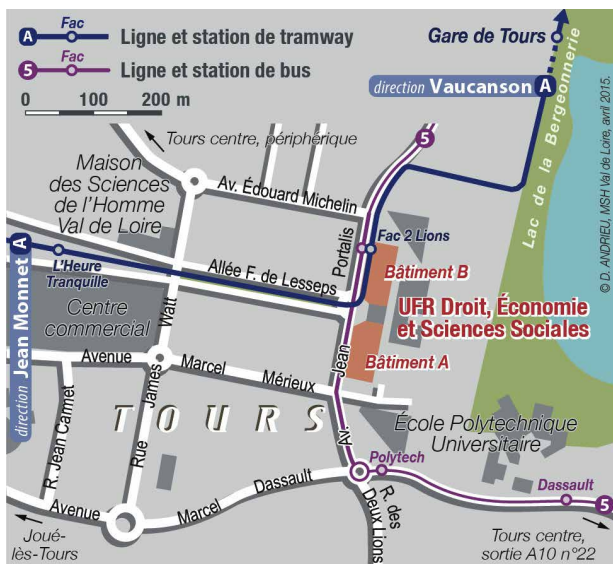 A Fac Ligne et station de tramway
5 Fac Ligne et station de bus
0 100 200 m
Gare de Tours
direction Vaucanson A
Lac de la Bergeonnerie
© D. ANDRIEU, MSH Val de Loire, avril 2015.
Tours centre, périphérique
5
Maison
des Sciences
de l'Homme
Val de Loire
Av. Édouard Michelin
Portalis
Fac 2 Lions
direction Jean Monnet A
L'Heure
Tranquille
Allée F. de Lesseps
Bâtiment B
UFR Droit, Économie
et Sciences Sociales
Centre
commercial
Watt
Avenue Marcel Mérieux
Jean
Bâtiment A
R. Jean Carmet
James
TOURS
Rue
Av.
École Polytechnique
Universitaire
Polytech
Avenue Marcel Dassault
R. des
Deux Lions
Dassault
5
Joué-
lès-Tours
Tours centre,
sortie A10 n°22